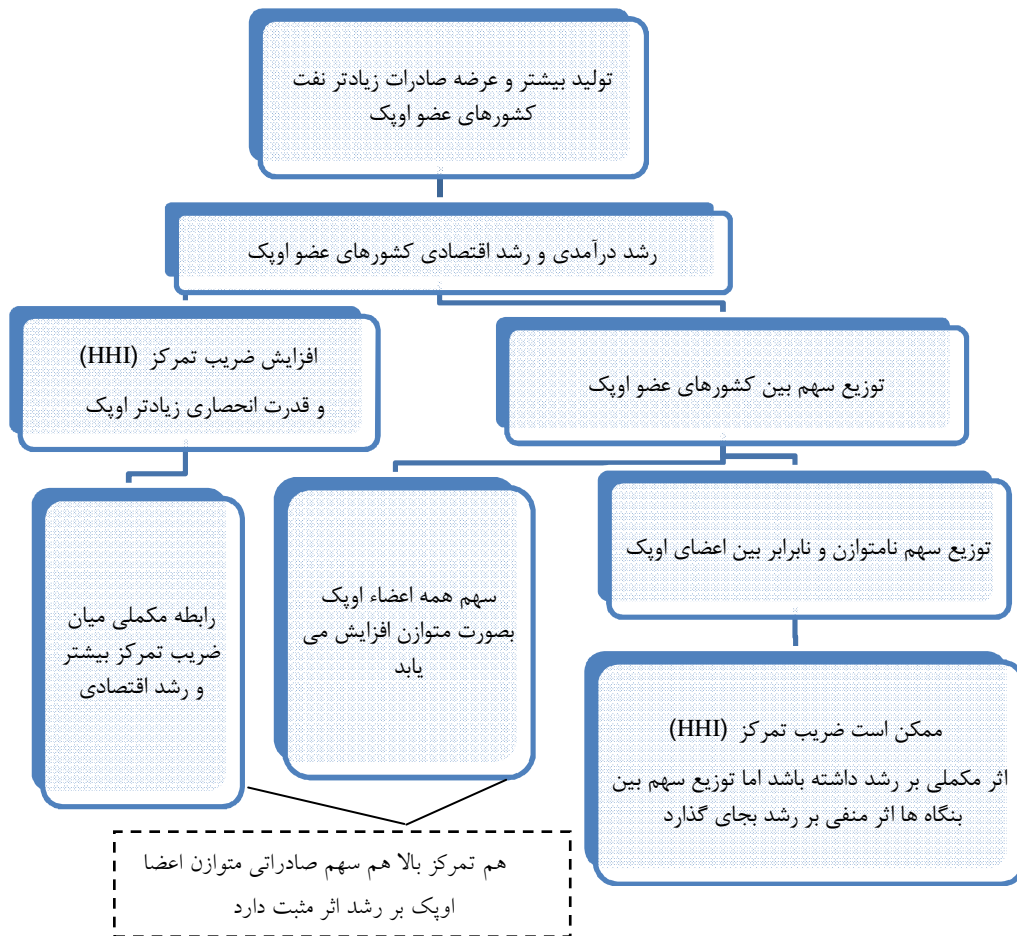 تولید بیشتر و عرضه صادرات زیادتر نفت
کشورهای عضو اوپک
رشد درآمدی و رشد اقتصادی کشورهای عضو اوپک
افزایش ضریب تمرکز (HHI)
و قدرت انحصاری زیادتر اوپک
توزیع سهم بین کشورهای عضو اوپک
رابطه مکملی میان
ضریب تمرکز بیشتر
و رشد اقتصادی
سهم همه اعضاء اوپک
بصورت متوازن افزایش می
یابد
توزیع سهم نامتوازن و نابرابر بین اعضای اوپک
ممکن است ضریب تمرکز (HHI)
اثر مکملی بر رشد داشته باشد اما توزیع سهم بین
بنگاه ها اثر منفی بر رشد بجای گذارد
هم تمرکز بالا هم سهم صادراتی متوازن اعضا
اوپک بر رشد اثر مثبت دارد